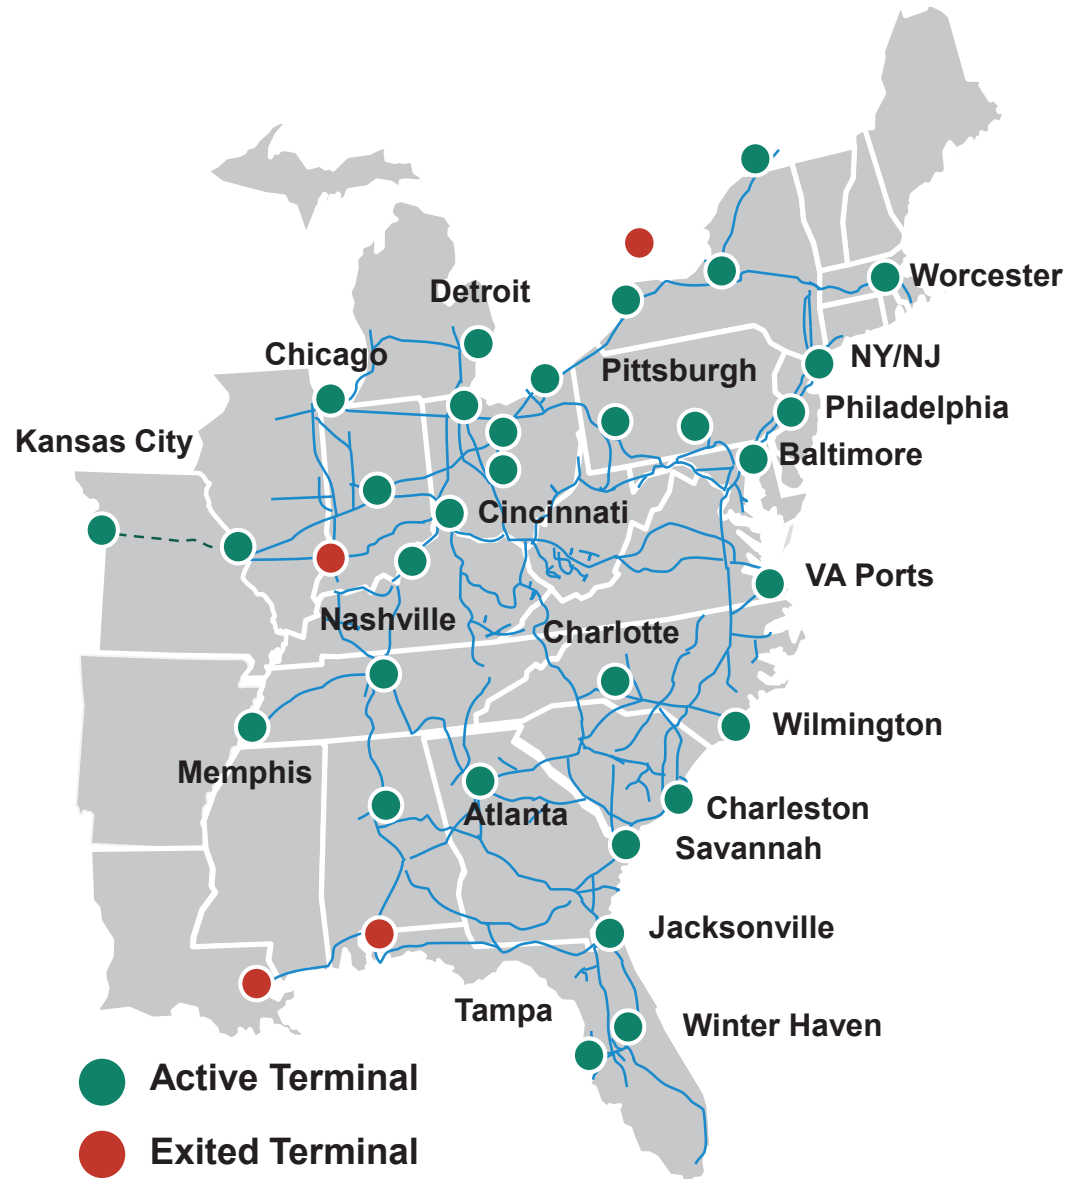 Worcester
Detroit
NY/NJ
Chicago
Pittsburgh
Philadelphia
Kansas City
Baltimore
Cincinnati
VA Ports
Nashville
Charlotte
Wilmington
Memphis
Charleston
Atlanta
Savannah
Jacksonville
Tampa
Winter Haven
Active Terminal
Exited Terminal